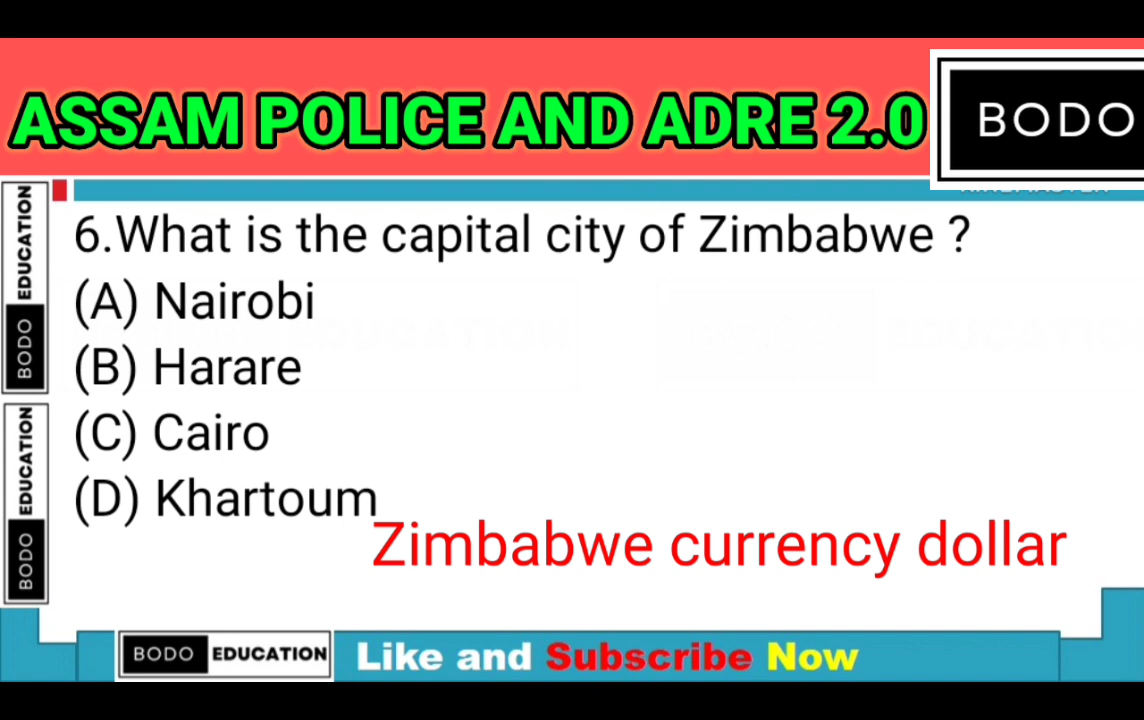 ASSAM POLICE AND ADRE 2.0
BODO
6.What is the capital city of Zimbabwe ?
(A) Nairobi
(B) Harare
(C) Cairo
(D) Khartoum
Zimbabwe currency dollar
BODO EDUCATION
BODO EDUCATION
BODO EDUCATION
Like and Subscribe Now